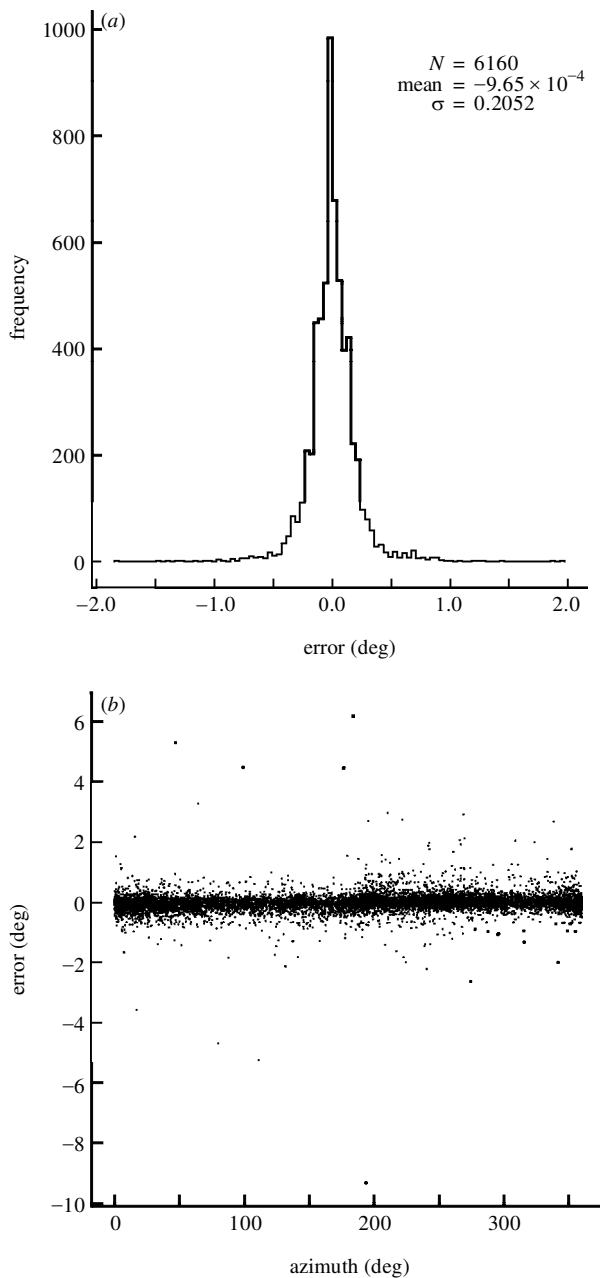 (a)
1000
800
600
400
200
0
frequency
N = 6160
mean = −9.65 × 10⁻⁴
σ = 0.2052
−2.0 −1.0 0.0 1.0 2.0
error (deg)
(b)
6
4
2
0
−2
−4
−6
−8
−10
error (deg)
0 100 200 300
azimuth (deg)